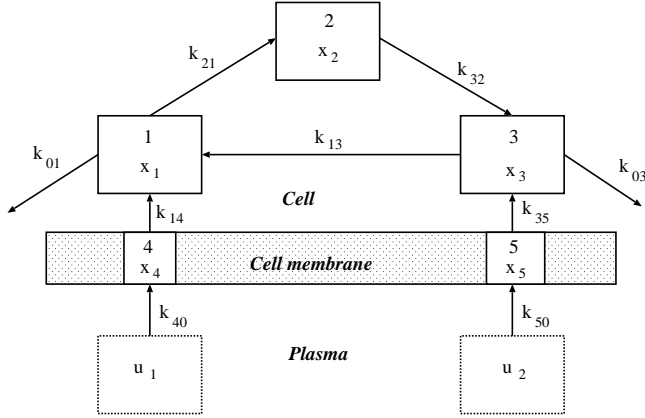 2
x 2
k 21
k 32
1
x 1
3
x 3
k 13
k 01
k 03
Cell
k 14
k 35
4
x 4
5
x 5
Cell membrane
k 40
k 50
Plasma
u 1
u 2